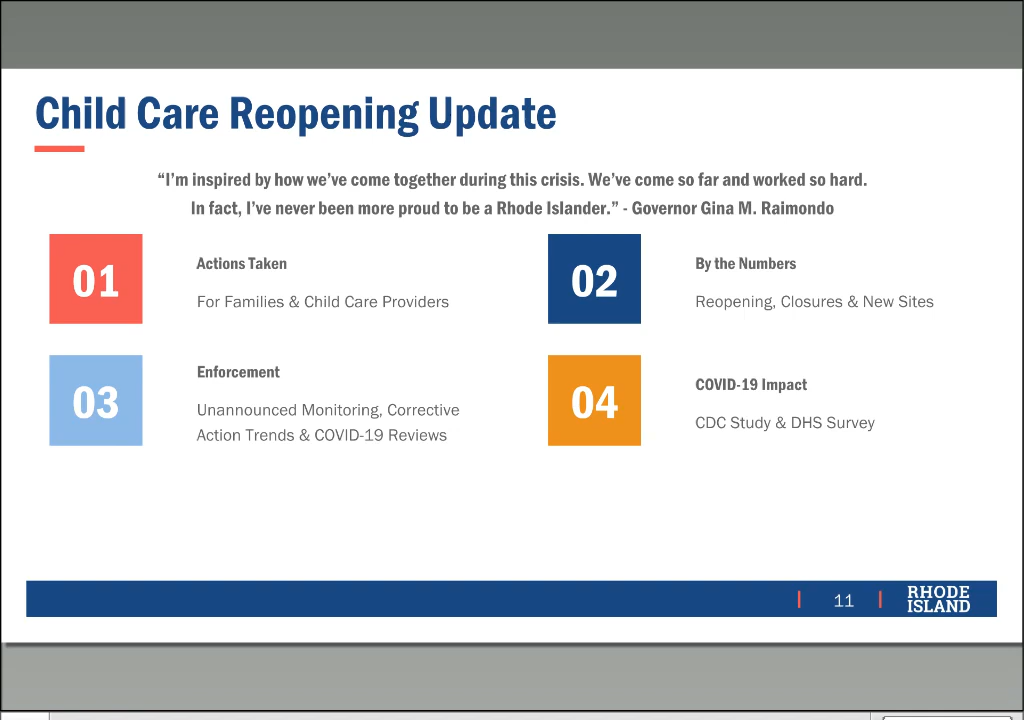 Child Care Reopening Update
“I’m inspired by how we’ve come together during this crisis. We’ve come so far and worked so hard.
In fact, I’ve never been more proud to be a Rhode Islander.” - Governor Gina M. Raimondo
01
Actions Taken
For Families & Child Care Providers
02
By the Numbers
Reopening, Closures & New Sites
03
Enforcement
Unannounced Monitoring, Corrective
Action Trends & COVID-19 Reviews
04
COVID-19 Impact
CDC Study & DHS Survey
11
RHODE
ISLAND